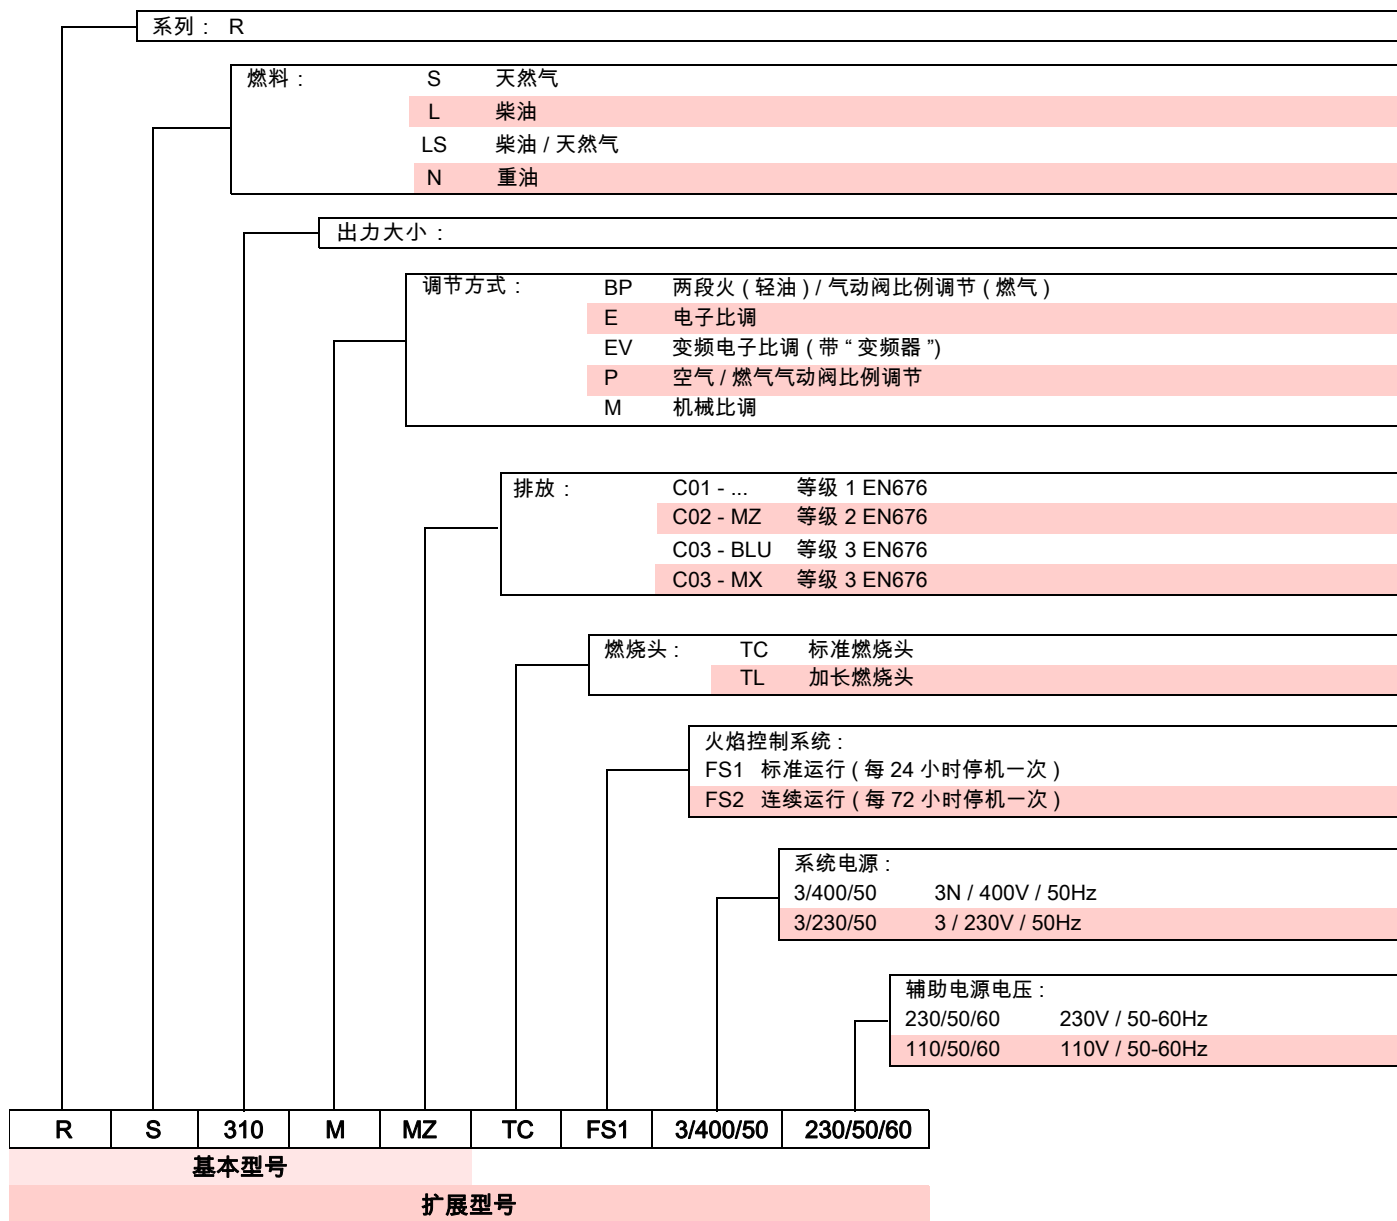 系列 : R
燃料 : S 天然气
L 柴油
LS 柴油 / 天然气
N 重油
出力大小 :
调节方式 : BP 两段火 ( 轻油 ) / 气动阀比例调节 ( 燃气 )
E 电子比调
EV 变频电子比调 ( 带 “ 变频器 ”)
P 空气 / 燃气气动阀比例调节
M 机械比调
排放 : C01 - ... 等级 1 EN676
C02 - MZ 等级 2 EN676
C03 - BLU 等级 3 EN676
C03 - MX 等级 3 EN676
燃烧头 : TC 标准燃烧头
TL 加长燃烧头
火焰控制系统 :
FS1 标准运行 ( 每 24 小时停机一次 )
FS2 连续运行 ( 每 72 小时停机一次 )
系统电源 :
3/400/50 3N / 400V / 50Hz
3/230/50 3 / 230V / 50Hz
辅助电源电压 :
230/50/60 230V / 50-60Hz
110/50/60 110V / 50-60Hz
R S 310 M MZ TC FS1 3/400/50 230/50/60
基本型号
扩展型号